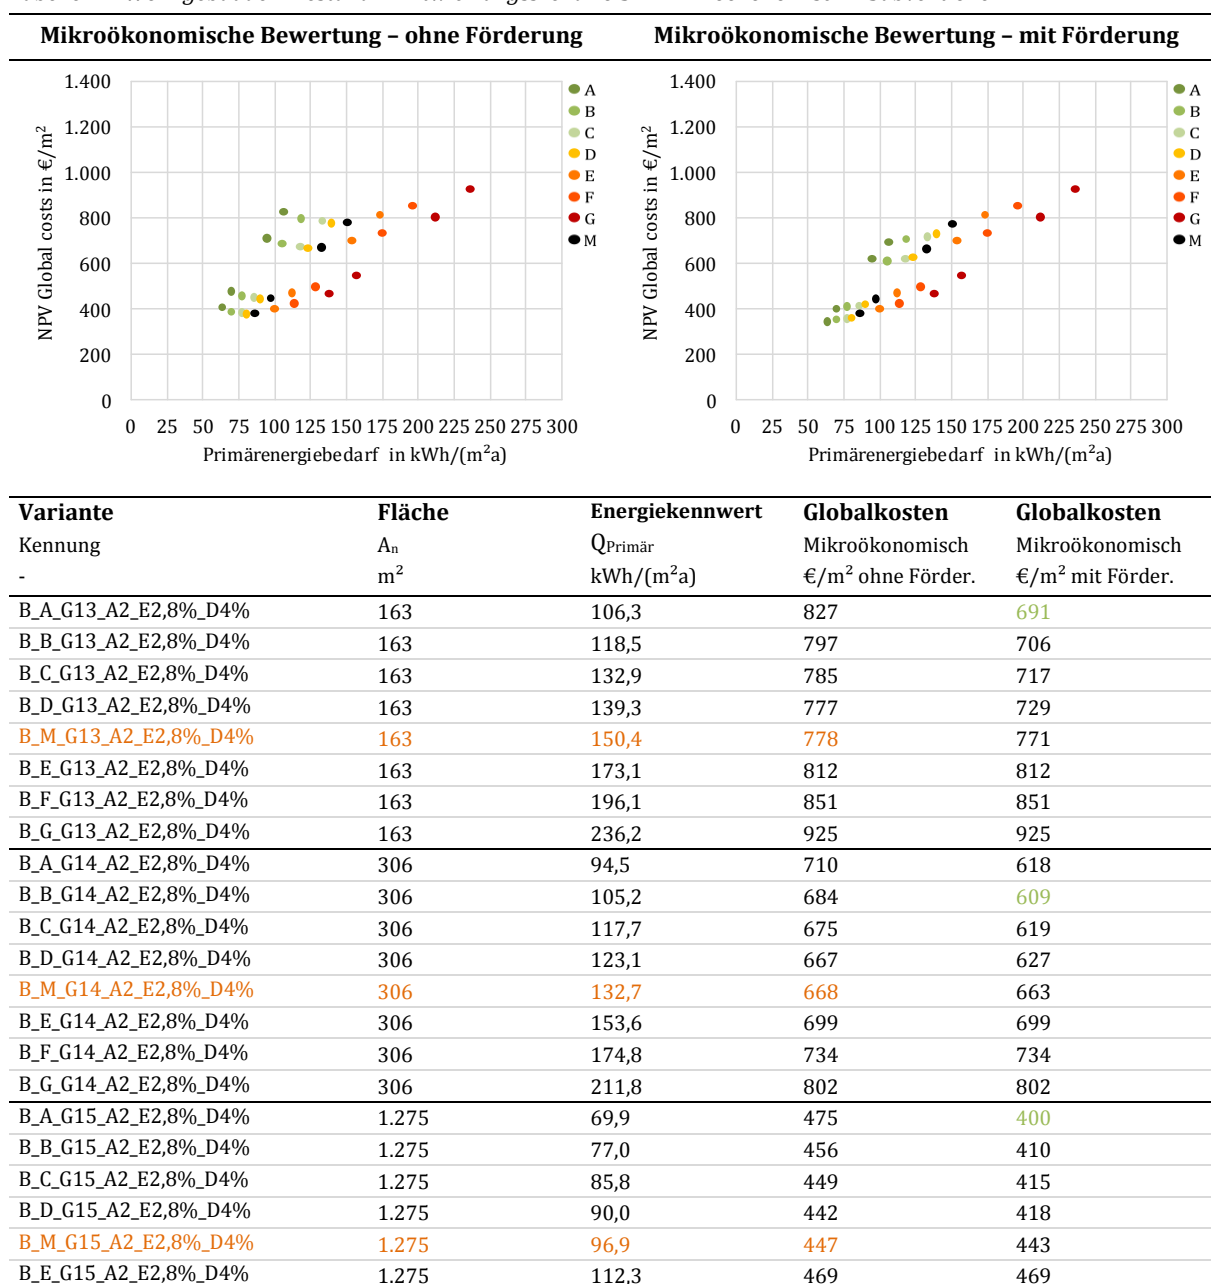 Mikroökonomische Bewertung – ohne Förderung Mikroökonomische Bewertung – mit Förderung
NPV Global costs in €/m²
1.400
1.200
1.000
800
600
400
200
0
0 25 50 75 100 125 150 175 200 225 250 275 300
Primärenergiebedarf in kWh/(m²a)
A
B
C
D
E
F
G
M
NPV Global costs in €/m²
1.400
1.200
1.000
800
600
400
200
0
0 25 50 75 100 125 150 175 200 225 250 275 300
Primärenergiebedarf in kWh/(m²a)
A
B
C
D
E
F
G
M
Variante Fläche Energiekennwert Globalkosten Globalkosten
Kennung An QPrimär Mikroökonomisch Mikroökonomisch
- m² kWh/(m²a) €/m² ohne Förder. €/m² mit Förder.
B_A_G13_A2_E2,8%_D4% 163 106,3 827 691
B_B_G13_A2_E2,8%_D4% 163 118,5 797 706
B_C_G13_A2_E2,8%_D4% 163 132,9 785 717
B_D_G13_A2_E2,8%_D4% 163 139,3 777 729
B_M_G13_A2_E2,8%_D4% 163 150,4 778 771
B_E_G13_A2_E2,8%_D4% 163 173,1 812 812
B_F_G13_A2_E2,8%_D4% 163 196,1 851 851
B_G_G13_A2_E2,8%_D4% 163 236,2 925 925
B_A_G14_A2_E2,8%_D4% 306 94,5 710 618
B_B_G14_A2_E2,8%_D4% 306 105,2 684 609
B_C_G14_A2_E2,8%_D4% 306 117,7 675 619
B_D_G14_A2_E2,8%_D4% 306 123,1 667 627
B_M_G14_A2_E2,8%_D4% 306 132,7 668 663
B_E_G14_A2_E2,8%_D4% 306 153,6 699 699
B_F_G14_A2_E2,8%_D4% 306 174,8 734 734
B_G_G14_A2_E2,8%_D4% 306 211,8 802 802
B_A_G15_A2_E2,8%_D4% 1.275 69,9 475 400
B_B_G15_A2_E2,8%_D4% 1.275 77,0 456 410
B_C_G15_A2_E2,8%_D4% 1.275 85,8 449 415
B_D_G15_A2_E2,8%_D4% 1.275 90,0 442 418
B_M_G15_A2_E2,8%_D4% 1.275 96,9 447 443
B_E_G15_A2_E2,8%_D4% 1.275 112,3 469 469